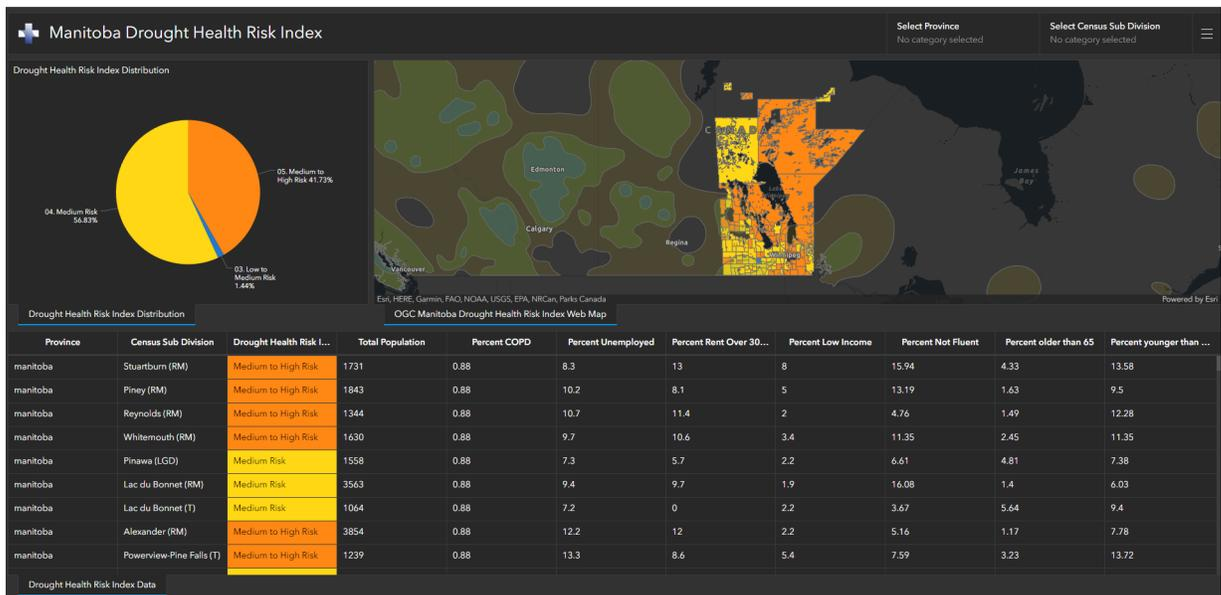 Manitoba Drought Health Risk Index
Select Province
No category selected
Select Census Sub Division
No category selected
Drought Health Risk Index Distribution
05. Medium to
High Risk 41.73%
04. Medium Risk
56.83%
03. Low to
Medium Risk
1.44%
CANADA
Edmonton
Calgary
Regina
Vancouver
Winnipeg
James
Bay
Esri, HERE, Garmin, FAO, NOAA, USGS, EPA, NRCan, Parks Canada
Powered by Esri
Drought Health Risk Index Distribution
OGC Manitoba Drought Health Risk Index Web Map
Province Census Sub Division Drought Health Risk I... Total Population Percent COPD Percent Unemployed Percent Rent Over 30... Percent Low Income Percent Not Fluent Percent older than 65 Percent younger than ...
manitoba Stuartburn (RM) Medium to High Risk 1731 0.88 8.3 13 8 15.94 4.33 13.58
manitoba Piney (RM) Medium to High Risk 1843 0.88 10.2 8.1 5 13.19 1.63 9.5
manitoba Reynolds (RM) Medium to High Risk 1344 0.88 10.7 11.4 2 4.76 1.49 12.28
manitoba Whitemouth (RM) Medium to High Risk 1630 0.88 9.7 10.6 3.4 11.35 2.45 11.35
manitoba Pinawa (LGD) Medium Risk 1558 0.88 7.3 5.7 2.2 6.61 4.81 7.38
manitoba Lac du Bonnet (RM) Medium Risk 3563 0.88 9.4 9.7 1.9 16.08 1.4 6.03
manitoba Lac du Bonnet (T) Medium Risk 1064 0.88 7.2 0 2.2 3.67 5.64 9.4
manitoba Alexander (RM) Medium to High Risk 3854 0.88 12.2 12 2.2 5.16 1.17 7.78
manitoba Powerview-Pine Falls (T) Medium to High Risk 1239 0.88 13.3 8.6 5.4 7.59 3.23 13.72
Drought Health Risk Index Data